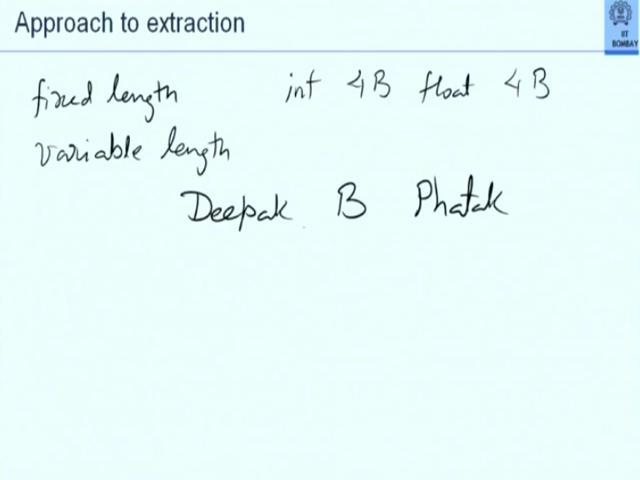 Approach to extraction
IIT
BOMBAY
fixed length int 4B float 4B
variable length
Deepak B Phatak